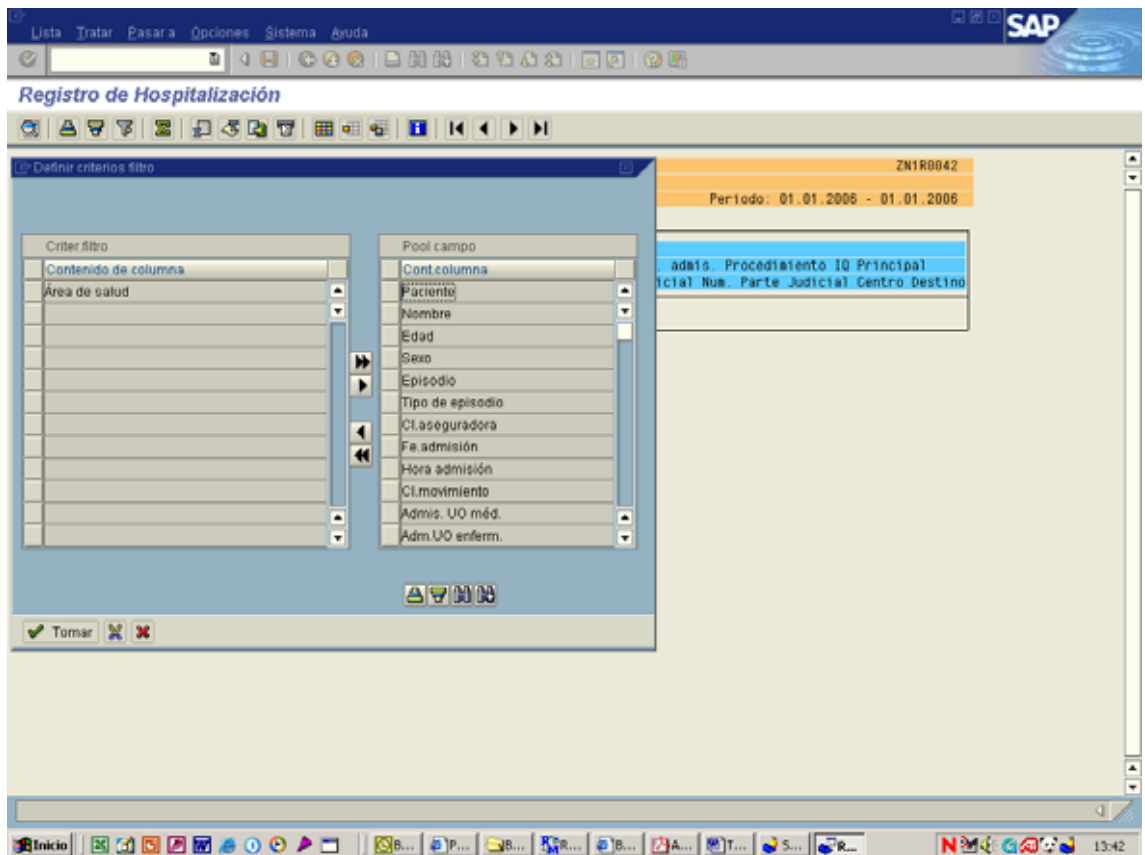 Lista Tratar Pasar a Opciones Sistema Ayuda
SAP
Registro de Hospitalización
Definir criterios filtro
ZN1R0042
Periodo: 01.01.2006 - 01.01.2006
Criter.filtro
Pool campo
Contenido de columna
Cont.columna
. admis. Procedimiento IQ Principal
icial Num. Parte Judicial Centro Destino
Área de salud
Paciente
Nombre
Edad
Sexo
Episodio
Tipo de episodio
Cl.aseguradora
Fe.admisión
Hora admisión
Cl.movimiento
Admis. UO méd.
Adm.UO enferm.
Tomar
Inicio
B...
P...
B...
R...
B...
A...
T...
S...
R...
13:42